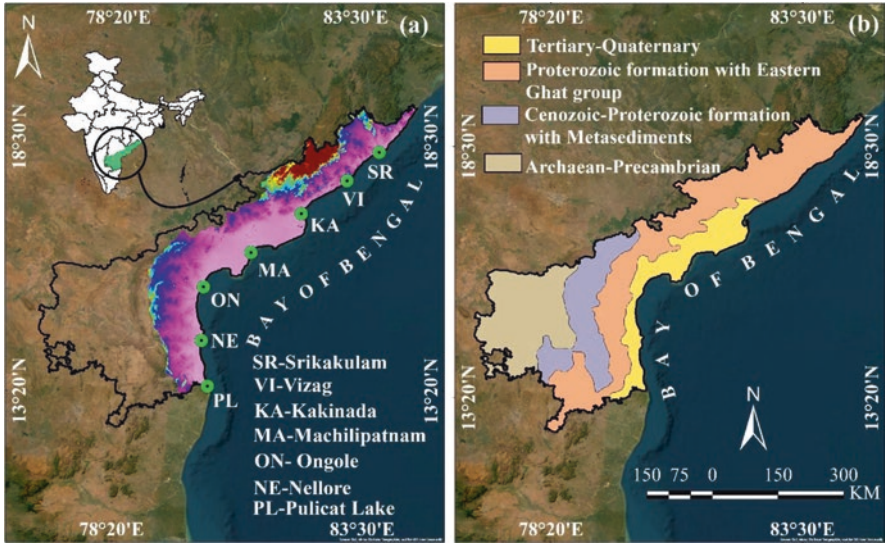 78°20'E
83°30'E
(a)
N
18°30'N
18°30'N
SR
VI
KA
MA
ON
NE
PL
BAY OF BENGAL
13°20'N
13°20'N
SR-Srikakulam
VI-Vizag
KA-Kakinada
MA-Machilipatnam
ON- Ongole
NE-Nellore
PL-Pulicat Lake
78°20'E
83°30'E
78°20'E
83°30'E
(b)
Tertiary-Quaternary
Proterozoic formation with Eastern
Ghat group
Cenozoic-Proterozoic formation
with Metasediments
Archaean-Precambrian
18°30'N
BAY OF BENGAL
13°20'N
N
150 75 0 150 300
KM
78°20'E
83°30'E